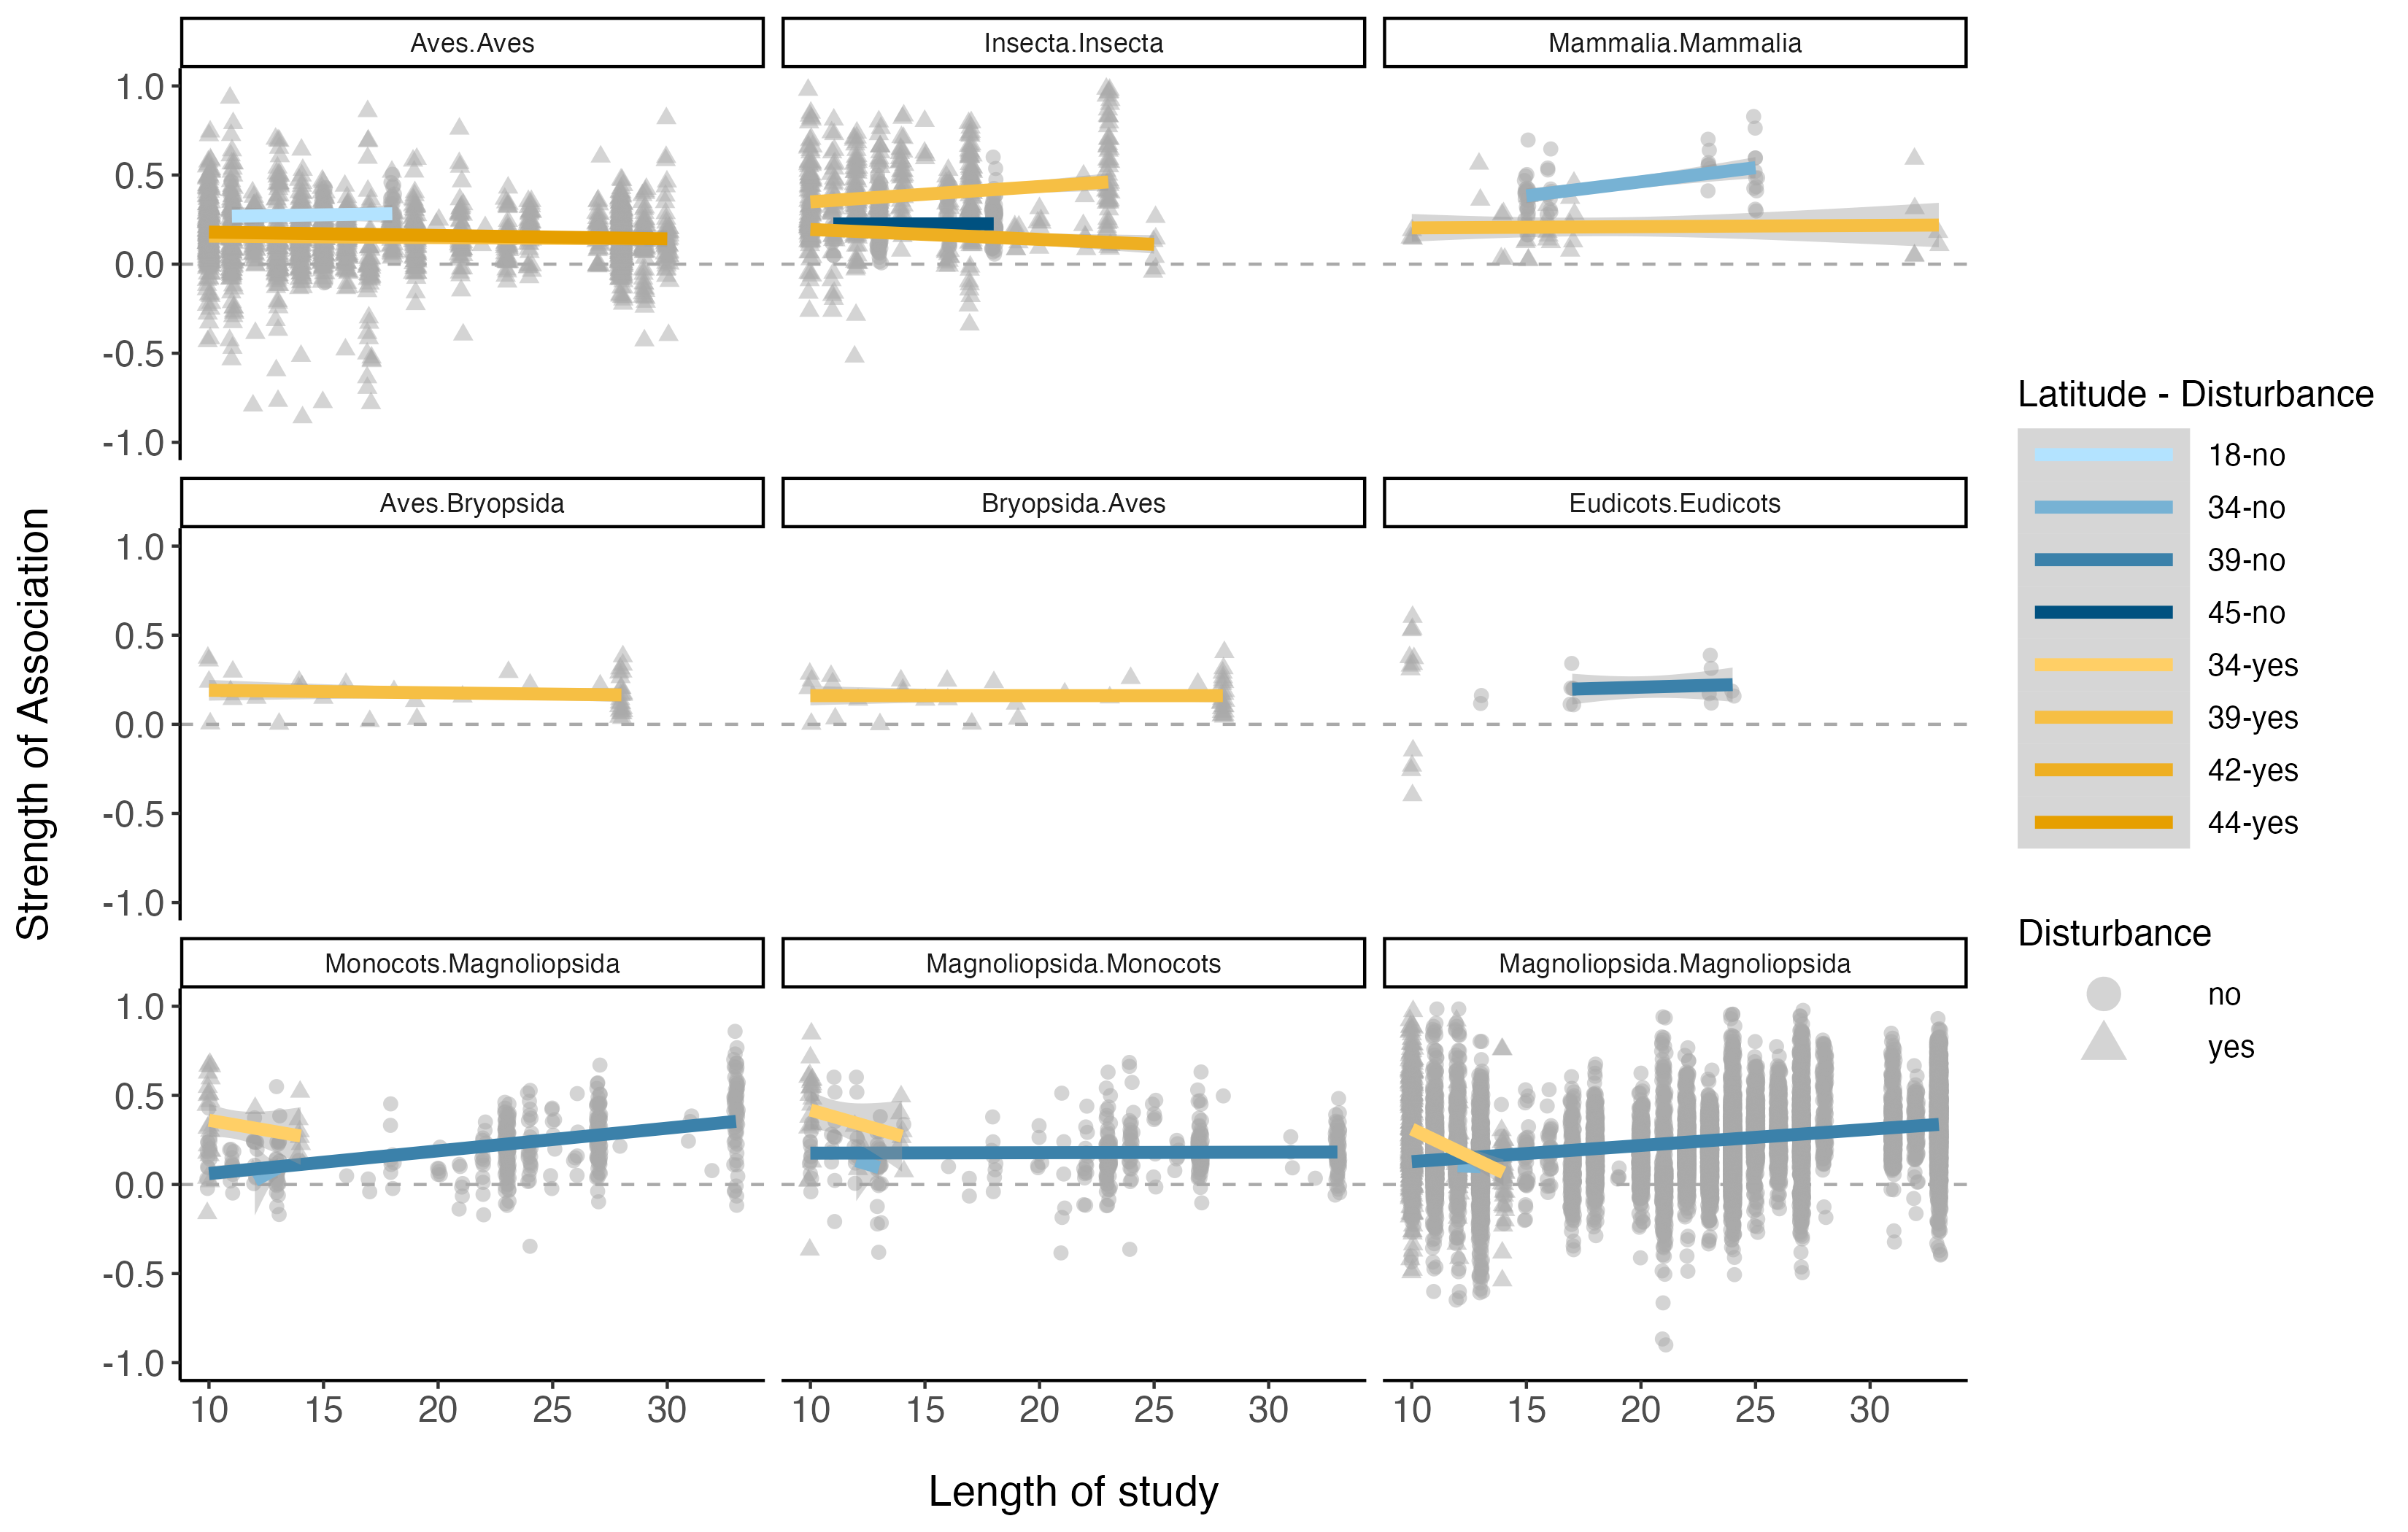 Aves.Aves
Insecta.Insecta
Mammalia.Mammalia
1.0
0.5
0.0
-0.5
-1.0
Aves.Bryopsida
Bryopsida.Aves
Eudicots.Eudicots
1.0
0.5
0.0
-0.5
-1.0
Monocots.Magnoliopsida
Magnoliopsida.Monocots
Magnoliopsida.Magnoliopsida
1.0
0.5
0.0
-0.5
-1.0
10 15 20 25 30
10 15 20 25 30
10 15 20 25 30
Strength of Association
Length of study
Latitude - Disturbance
18-no
34-no
39-no
45-no
34-yes
39-yes
42-yes
44-yes
Disturbance
no
yes